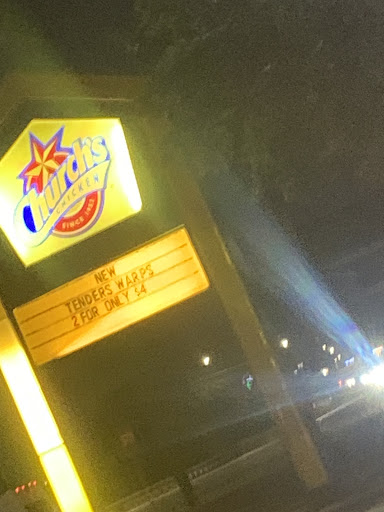 Church's
CHICKEN
SINCE 1952
NEW
TENDERS WARPS
2 FOR ONLY $4